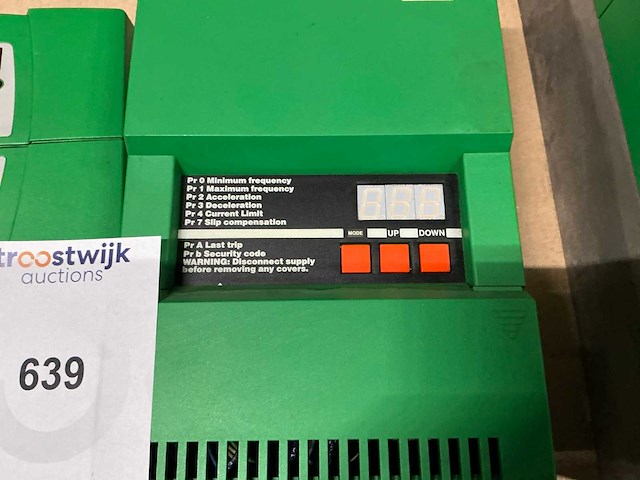 Pr 0 Minimum frequency
Pr 1 Maximum frequency
Pr 2 Acceleration
Pr 3 Deceleration
Pr 4 Current Limit
Pr 7 Slip compensation
MODE UP DOWN
Pr A Last trip
Pr b Security code
WARNING: Disconnect supply
before removing any covers.
troostwijk
auctions
639